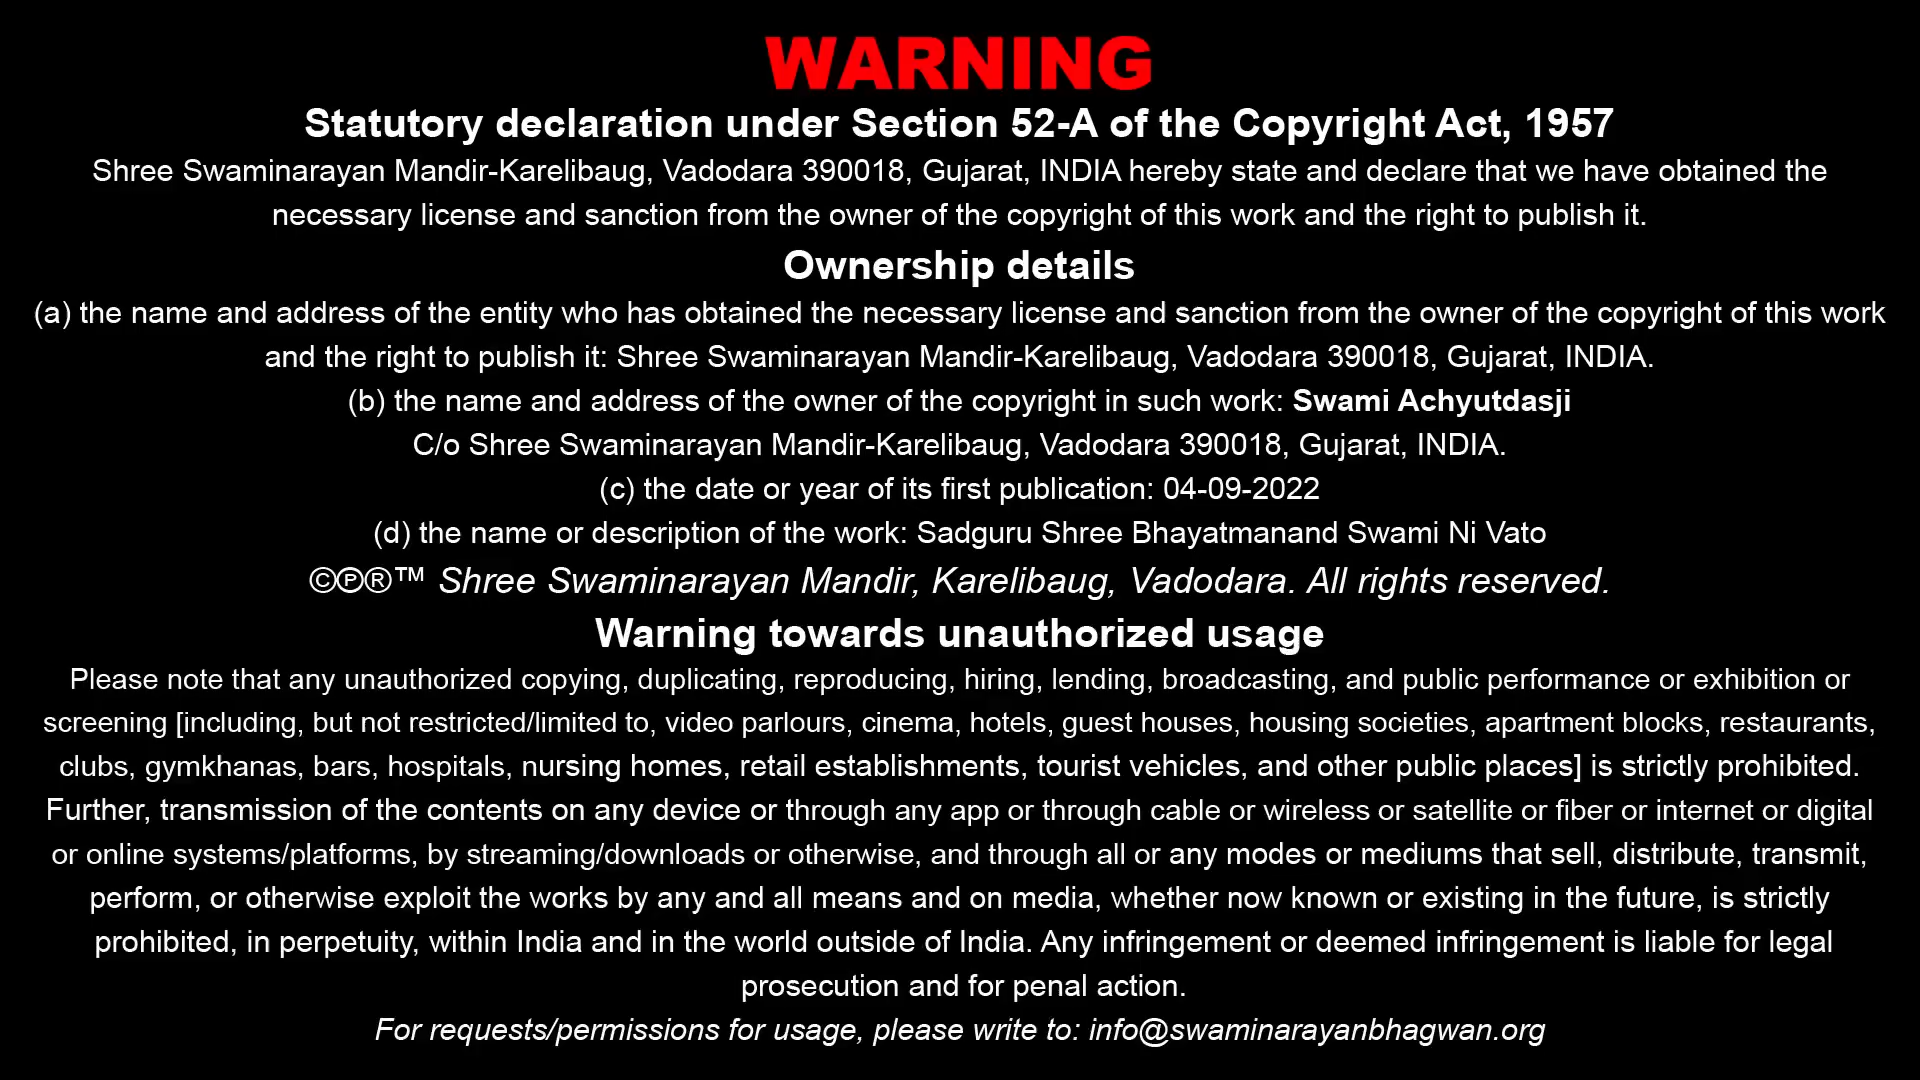 WARNING
Statutory declaration under Section 52-A of the Copyright Act, 1957
Shree Swaminarayan Mandir-Karelibaug, Vadodara 390018, Gujarat, INDIA hereby state and declare that we have obtained the
necessary license and sanction from the owner of the copyright of this work and the right to publish it.
Ownership details
(a) the name and address of the entity who has obtained the necessary license and sanction from the owner of the copyright of this work
and the right to publish it: Shree Swaminarayan Mandir-Karelibaug, Vadodara 390018, Gujarat, INDIA.
(b) the name and address of the owner of the copyright in such work: Swami Achyutdasji
C/o Shree Swaminarayan Mandir-Karelibaug, Vadodara 390018, Gujarat, INDIA.
(c) the date or year of its first publication: 04-09-2022
(d) the name or description of the work: Sadguru Shree Bhayatmanand Swami Ni Vato
©℗®™ Shree Swaminarayan Mandir, Karelibaug, Vadodara. All rights reserved.
Warning towards unauthorized usage
Please note that any unauthorized copying, duplicating, reproducing, hiring, lending, broadcasting, and public performance or exhibition or
screening [including, but not restricted/limited to, video parlours, cinema, hotels, guest houses, housing societies, apartment blocks, restaurants,
clubs, gymkhanas, bars, hospitals, nursing homes, retail establishments, tourist vehicles, and other public places] is strictly prohibited.
Further, transmission of the contents on any device or through any app or through cable or wireless or satellite or fiber or internet or digital
or online systems/platforms, by streaming/downloads or otherwise, and through all or any modes or mediums that sell, distribute, transmit,
perform, or otherwise exploit the works by any and all means and on media, whether now known or existing in the future, is strictly
prohibited, in perpetuity, within India and in the world outside of India. Any infringement or deemed infringement is liable for legal
prosecution and for penal action.
For requests/permissions for usage, please write to: info@swaminarayanbhagwan.org